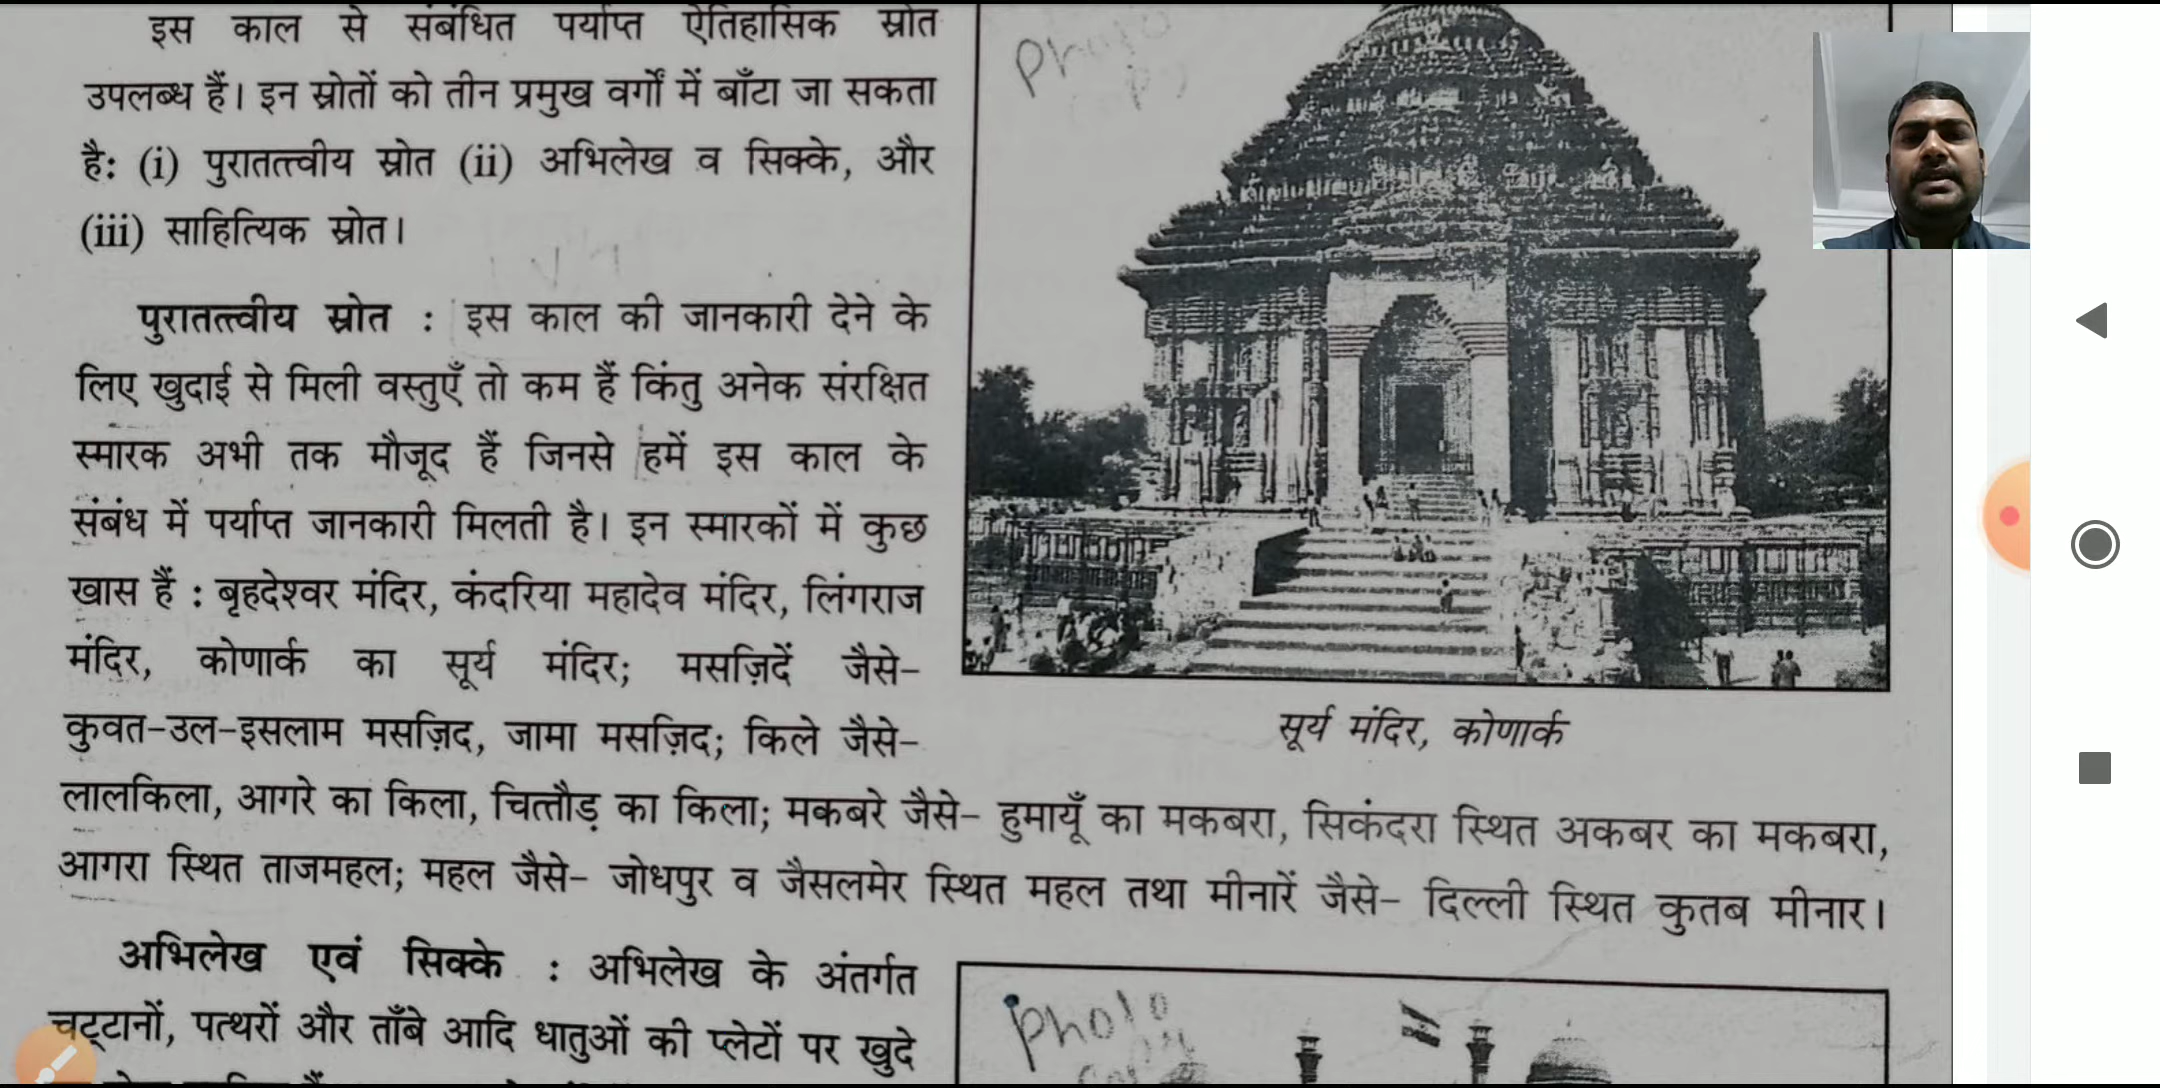 इस काल से संबंधित पर्याप्त ऐतिहासिक स्रोत
उपलब्ध हैं। इन स्रोतों को तीन प्रमुख वर्गों में बाँटा जा सकता
है: (i) पुरातत्त्वीय स्रोत (ii) अभिलेख व सिक्के, और
(iii) साहित्यिक स्रोत।
पुरातत्त्वीय स्रोत : इस काल की जानकारी देने के
लिए खुदाई से मिली वस्तुएँ तो कम हैं किंतु अनेक संरक्षित
स्मारक अभी तक मौजूद हैं जिनसे हमें इस काल के
संबंध में पर्याप्त जानकारी मिलती है। इन स्मारकों में कुछ
खास हैं : बृहदेश्वर मंदिर, कंदरिया महादेव मंदिर, लिंगराज
मंदिर, कोणार्क का सूर्य मंदिर; मसज़िदें जैसे-
कुवत-उल-इसलाम मसज़िद, जामा मसज़िद; किले जैसे-
लालकिला, आगरे का किला, चित्तौड़ का किला; मकबरे जैसे- हुमायूँ का मकबरा, सिकंदरा स्थित अकबर का मकबरा,
आगरा स्थित ताजमहल; महल जैसे- जोधपुर व जैसलमेर स्थित महल तथा मीनारें जैसे- दिल्ली स्थित कुतब मीनार।
Photo
सूर्य मंदिर, कोणार्क
अभिलेख एवं सिक्के : अभिलेख के अंतर्गत
चट्टानों, पत्थरों और ताँबे आदि धातुओं की प्लेटों पर खुदे
Photo